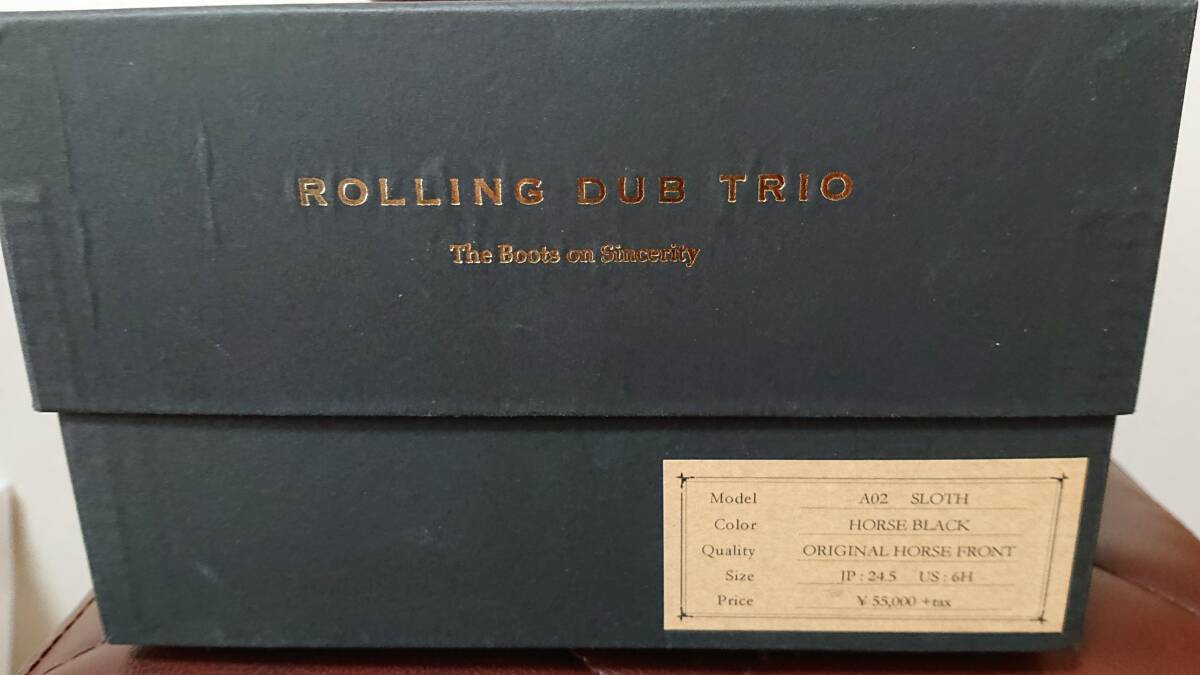 ROLLING DUB TRIO
The Boots on Sincerity
Model A02 SLOTH
Color HORSE BLACK
Quality ORIGINAL HORSE FRONT
Size JP : 24.5 US : 6H
Price ¥ 55,000 +tax